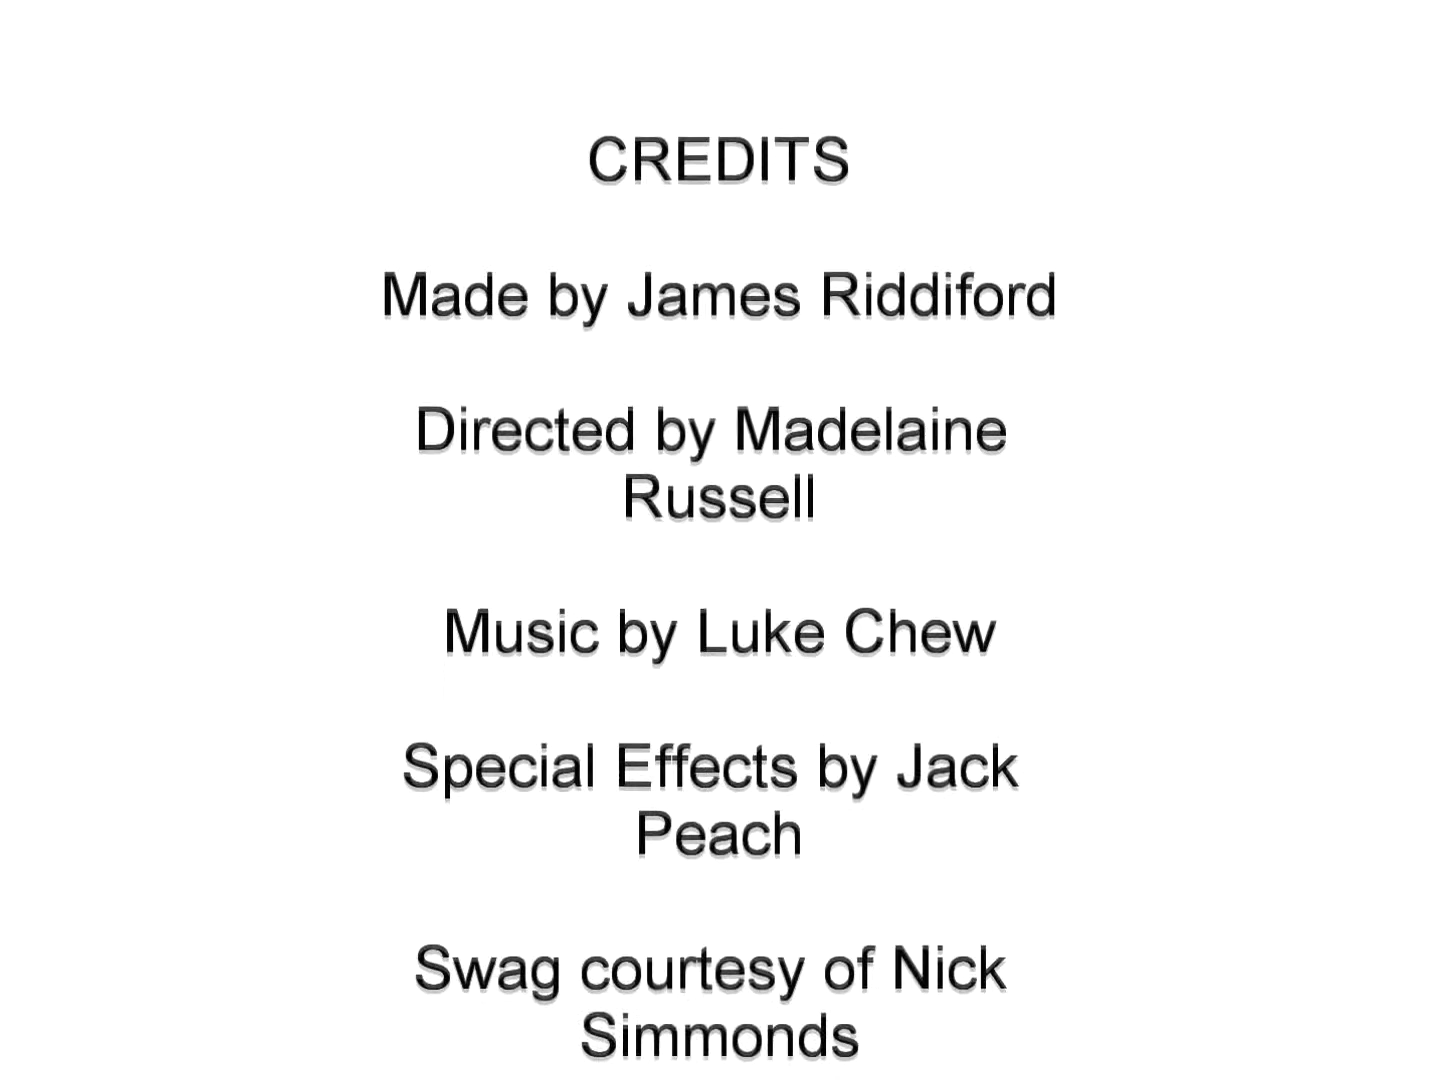 CREDITS
Made by James Riddiford
Directed by Madelaine
Russell
Music by Luke Chew
Special Effects by Jack
Peach
Swag courtesy of Nick
Simmonds